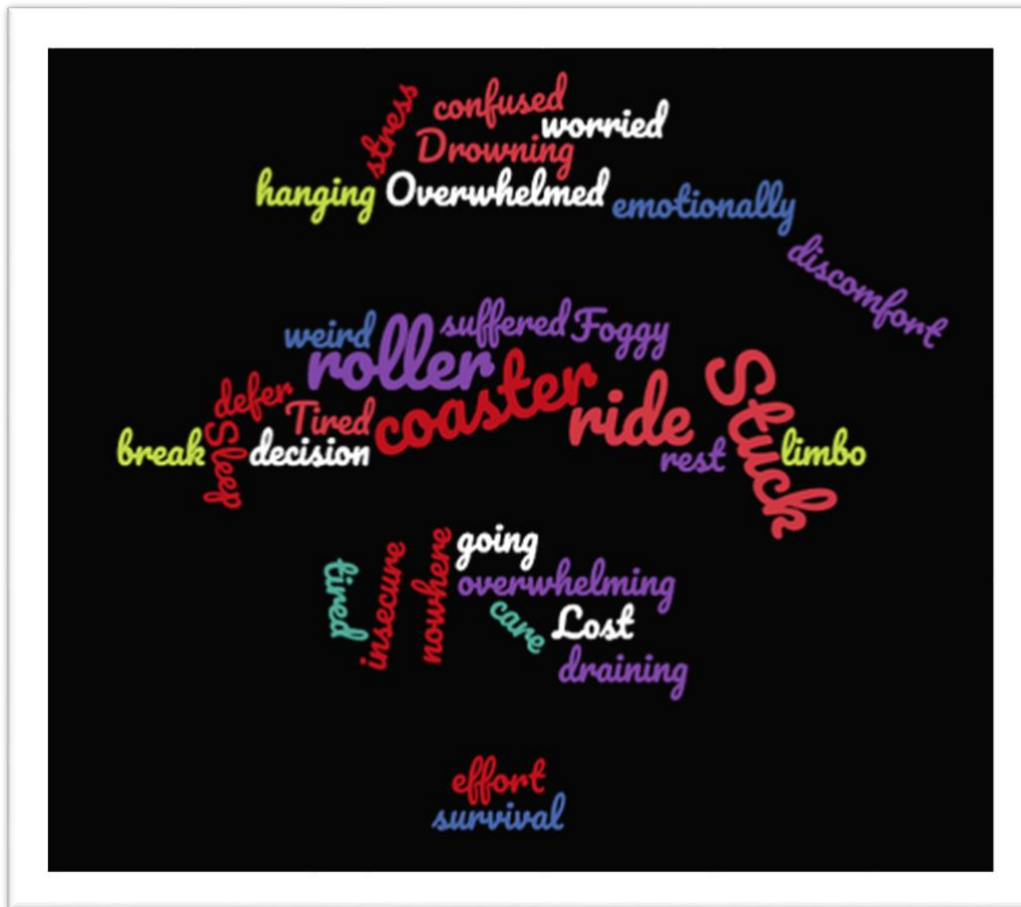 stress
confused
worried
Drowning
hanging
Overwhelmed
emotionally
discomfort
weird
suffered
Foggy
roller
coaster
ride
Stuck
defer
Tired
break
Sleep
decision
rest
limbo
going
nowhere
tired
insecure
overwhelming
care
Lost
draining
effort
survival